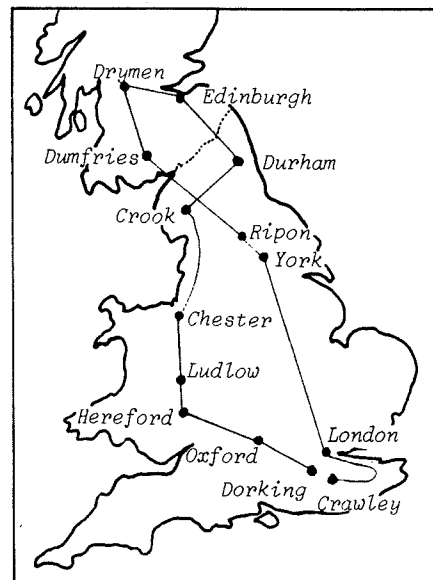 Drymen
Edinburgh
Dumfries
Durham
Crook
Ripon
York
Chester
Ludlow
Hereford
London
Oxford
Dorking
Crawley